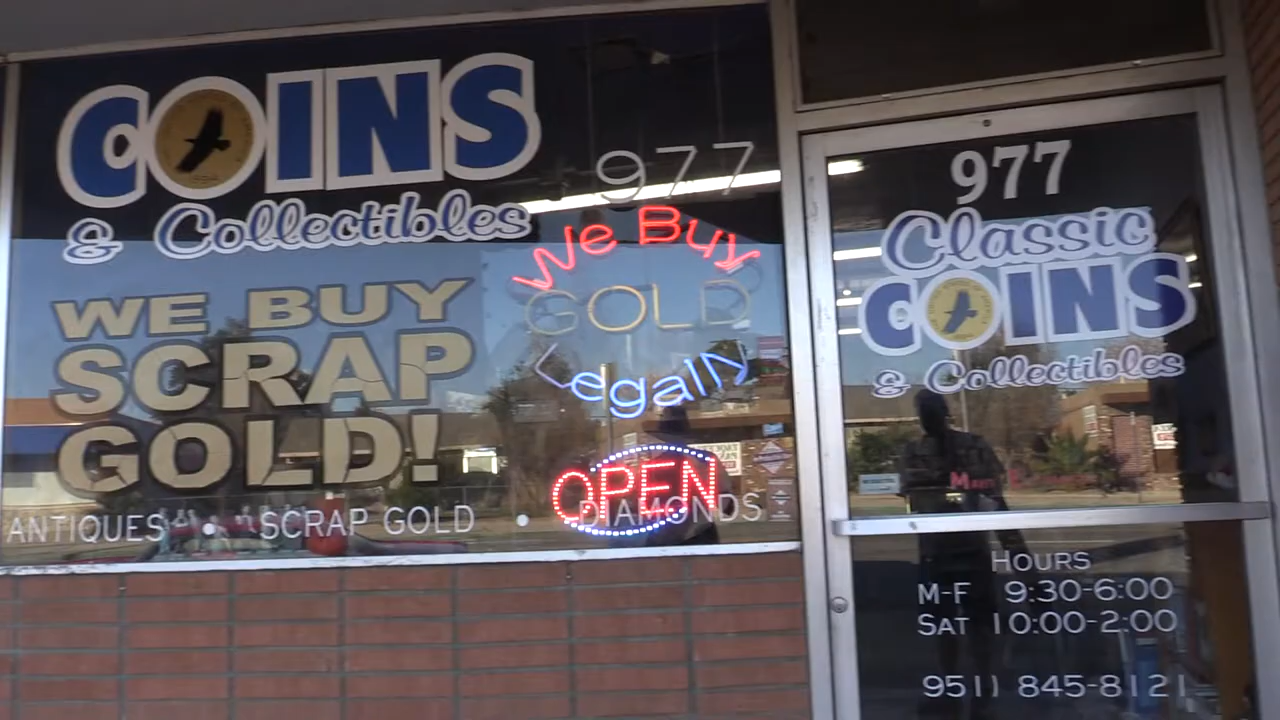 COINS
& Collectibles
WE BUY
SCRAP
GOLD!
ANTIQUES • SCRAP GOLD • DIAMONDS
977
We Buy
GOLD
Legally
OPEN
977
Classic
COINS
& Collectibles
HOURS
M-F 9:30-6:00
SAT 10:00-2:00
951) 845-8121